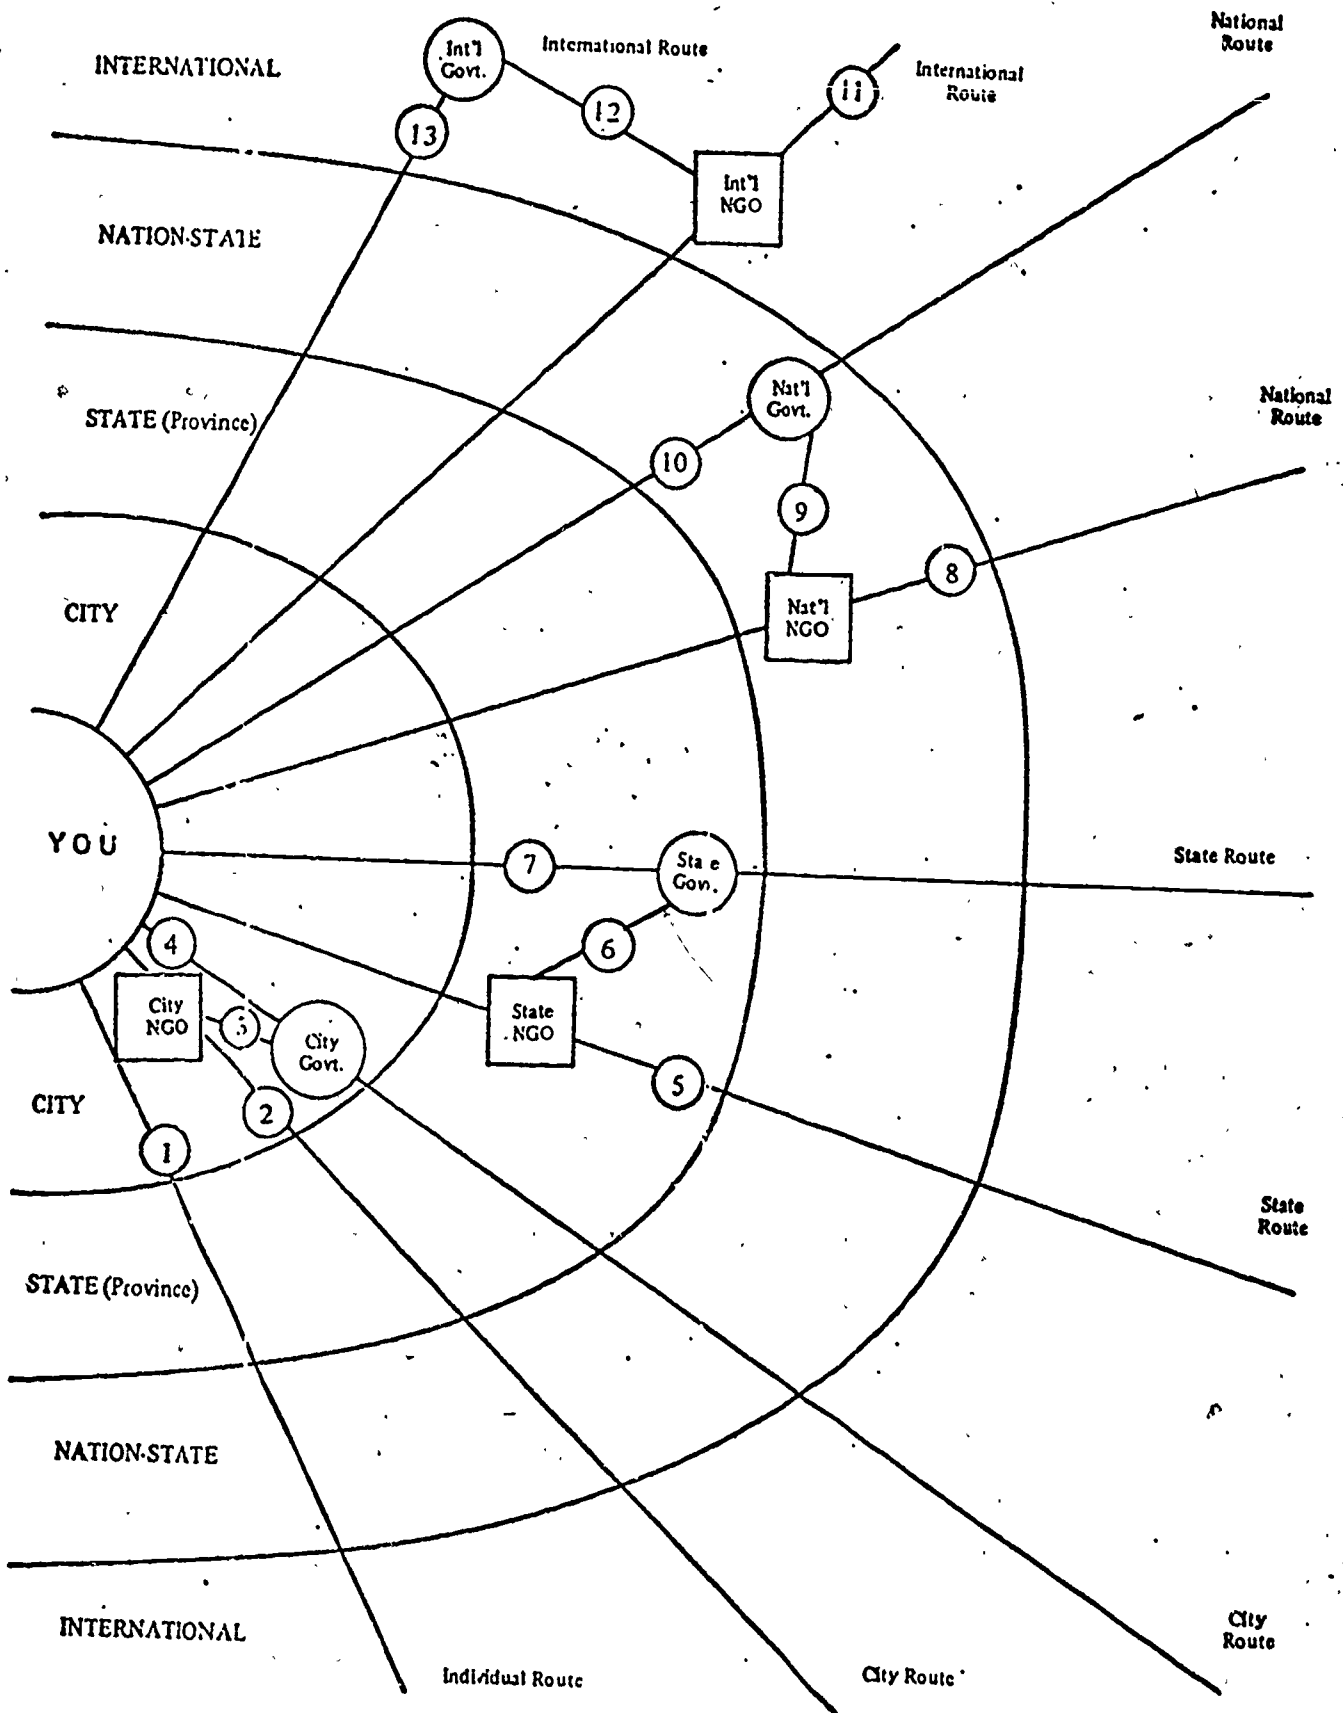 National
Route
International Route
Int'l
Govt.
INTERNATIONAL
International
Route
11
12
13
Int'l
NGO
NATION-STATE
Nat'l
Govt.
National
Route
STATE (Province)
10
9
8
CITY
Nat'l
NGO
YOU
7
State
Govt.
State Route
4
6
City
NGO
3
City
Govt.
State
NGO
5
CITY
2
1
State
Route
STATE (Province)
NATION-STATE
INTERNATIONAL
City
Route
Individual Route
City Route